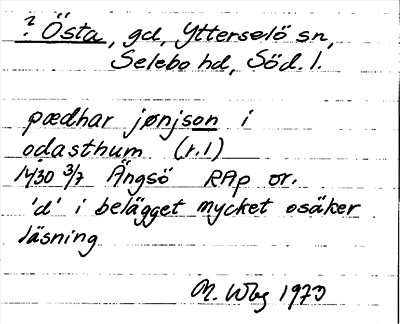 ? Östa, gd, Ytterselö sn,
Selebo hd, Söd. l.
pædhar jønjson i
odasthum (r. 1)
1430 3/7 Ängsö RAp or.
'd' i belägget mycket osäker
läsning
M. Wbg 1970